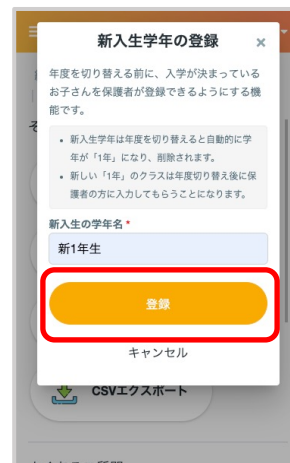 新入生学年の登録 ×
年度を切り替える前に、入学が決まっている
お子さんを保護者が登録できるようにする機
能です。
• 新入生学年は年度を切り替えると自動的に学
年が「1年」になり、削除されます。
• 新しい「1年」のクラスは年度切り替え後に保
護者の方に入力してもらうことになります。
新入生の学年名 *
新1年生
登録
キャンセル
CSVエクスポート